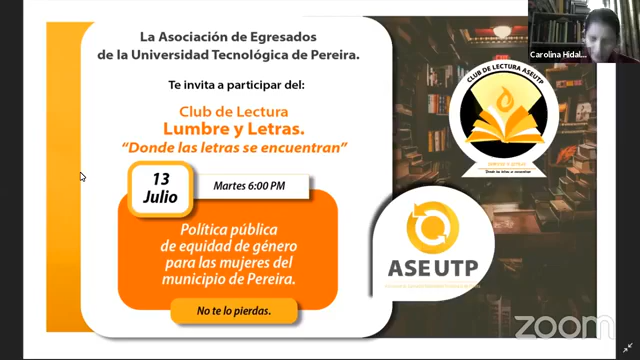 La Asociación de Egresados
de la Universidad Tecnológica de Pereira.
Te invita a participar del:
Club de Lectura
Lumbre y Letras.
"Donde las letras se encuentran"
13
Julio
Martes 6:00 PM
Política pública
de equidad de género
para las mujeres del
municipio de Pereira.
No te lo pierdas.
Carolina Hidal...
CLUB DE LECTURA ASEUTP
ASEUTP
zoom